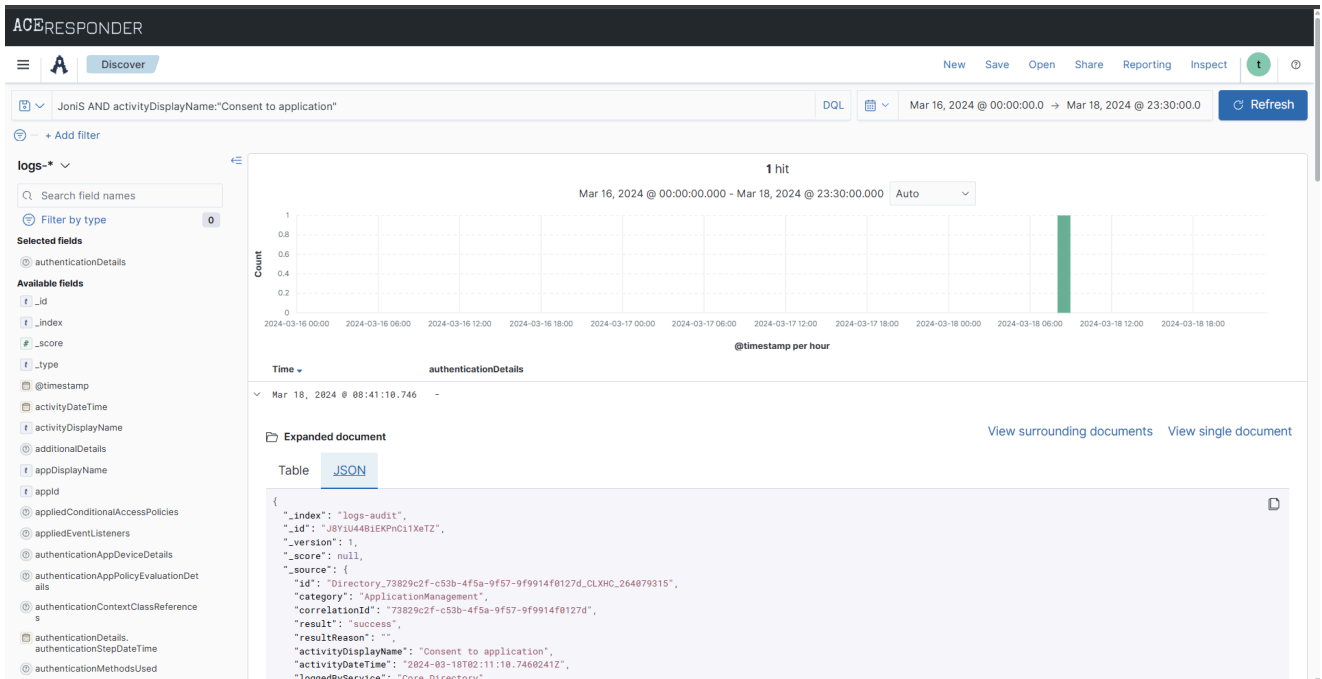 ACERESPONDER
Discover
New Save Open Share Reporting Inspect t
JoniS AND activityDisplayName:"Consent to application"
DQL
Mar 16, 2024 @ 00:00:00.0 → Mar 18, 2024 @ 23:30:00.0
Refresh
+ Add filter
logs-*
Search field names
Filter by type 0
Selected fields
authenticationDetails
Available fields
t _id
t _index
# _score
t _type
@timestamp
activityDateTime
t activityDisplayName
additionalDetails
t appDisplayName
t appId
appliedConditionalAccessPolicies
appliedEventListeners
authenticationAppDeviceDetails
authenticationAppPolicyEvaluationDet
ails
authenticationContextClassReference
s
authenticationDetails.
authenticationStepDateTime
authenticationMethodsUsed
1 hit
Mar 16, 2024 @ 00:00:00.000 - Mar 18, 2024 @ 23:30:00.000 Auto
Count
1
0.8
0.6
0.4
0.2
0
2024-03-16 00:00 2024-03-16 06:00 2024-03-16 12:00 2024-03-16 18:00 2024-03-17 00:00 2024-03-17 06:00 2024-03-17 12:00 2024-03-17 18:00 2024-03-18 00:00 2024-03-18 06:00 2024-03-18 12:00 2024-03-18 18:00
@timestamp per hour
Time authenticationDetails
Mar 18, 2024 @ 08:41:10.746 -
Expanded document
View surrounding documents View single document
Table JSON
{
"_index": "logs-audit",
"_id": "J8YiU44BiEKPnCi1XeTZ",
"_version": 1,
"_score": null,
"_source": {
"id": "Directory_73829c2f-c53b-4f5a-9f57-9f9914f0127d_CLXHC_264079315",
"category": "ApplicationManagement",
"correlationId": "73829c2f-c53b-4f5a-9f57-9f9914f0127d",
"result": "success",
"resultReason": "",
"activityDisplayName": "Consent to application",
"activityDateTime": "2024-03-18T02:11:10.7460241Z",
"loggedByService": "Core Directory"